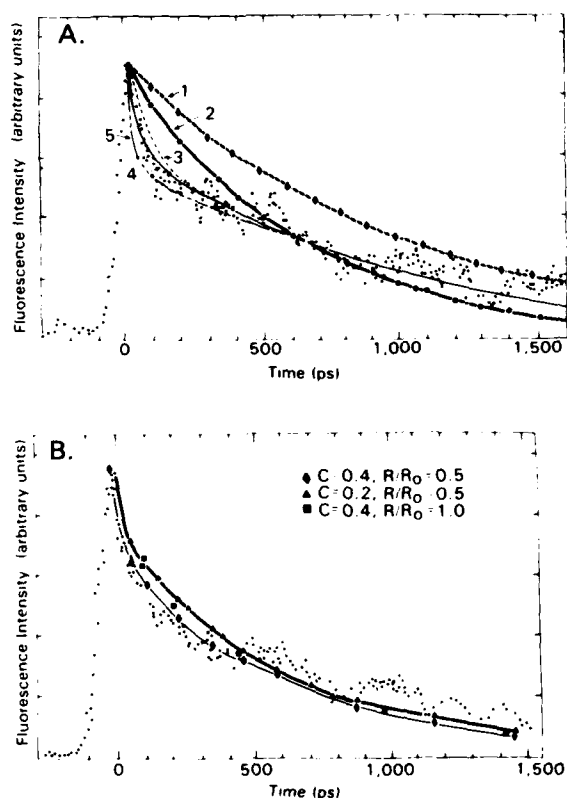 A.
Fluorescence Intensity (arbitrary units)
1
2
3
4
5
0
500
1,000
1.500
Time (ps)
B.
Fluorescence Intensity (arbitrary units)
C=0.4, R/R0=0.5
C=0.2, R/R0=0.5
C=0.4, R/R0=1.0
0
500
1,000
1,500
Time (ps)